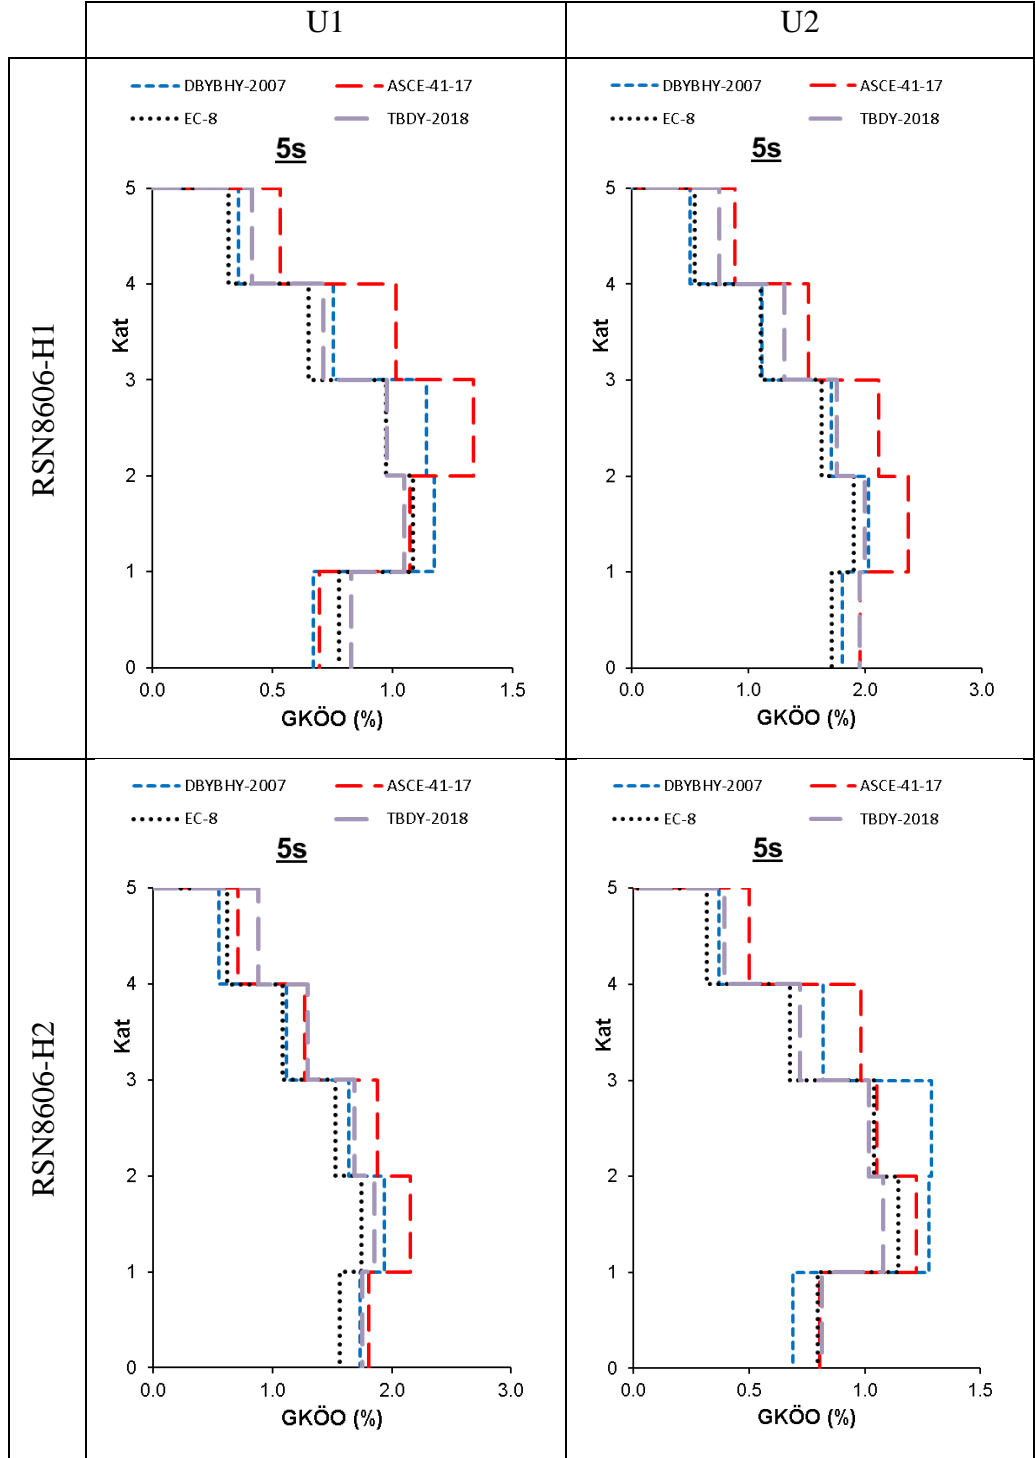 U1 U2
RSN8606-H1
DBYBHY-2007 ASCE-41-17
EC-8 TBDY-2018
5s
5
4
3
2
1
0
Kat
0.0 0.5 1.0 1.5
GKÖO (%)
DBYBHY-2007 ASCE-41-17
EC-8 TBDY-2018
5s
5
4
3
2
1
0
Kat
0.0 1.0 2.0 3.0
GKÖO (%)
RSN8606-H2
DBYBHY-2007 ASCE-41-17
EC-8 TBDY-2018
5s
5
4
3
2
1
0
Kat
0.0 1.0 2.0 3.0
GKÖO (%)
DBYBHY-2007 ASCE-41-17
EC-8 TBDY-2018
5s
5
4
3
2
1
0
Kat
0.0 0.5 1.0 1.5
GKÖO (%)